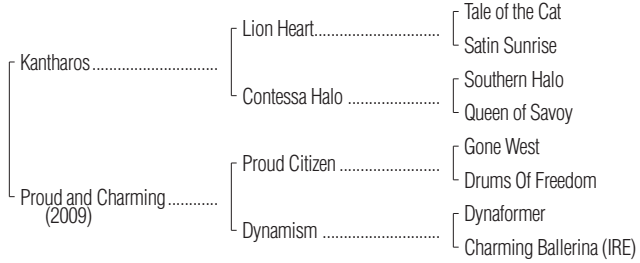 Tale of the Cat
Lion Heart..............................
Satin Sunrise
Kantharos..............................
Southern Halo
Contessa Halo ......................
Queen of Savoy
Gone West
Proud Citizen ........................
Drums Of Freedom
Proud and Charming............
(2009)
Dynaformer
Dynamism ............................
Charming Ballerina (IRE)